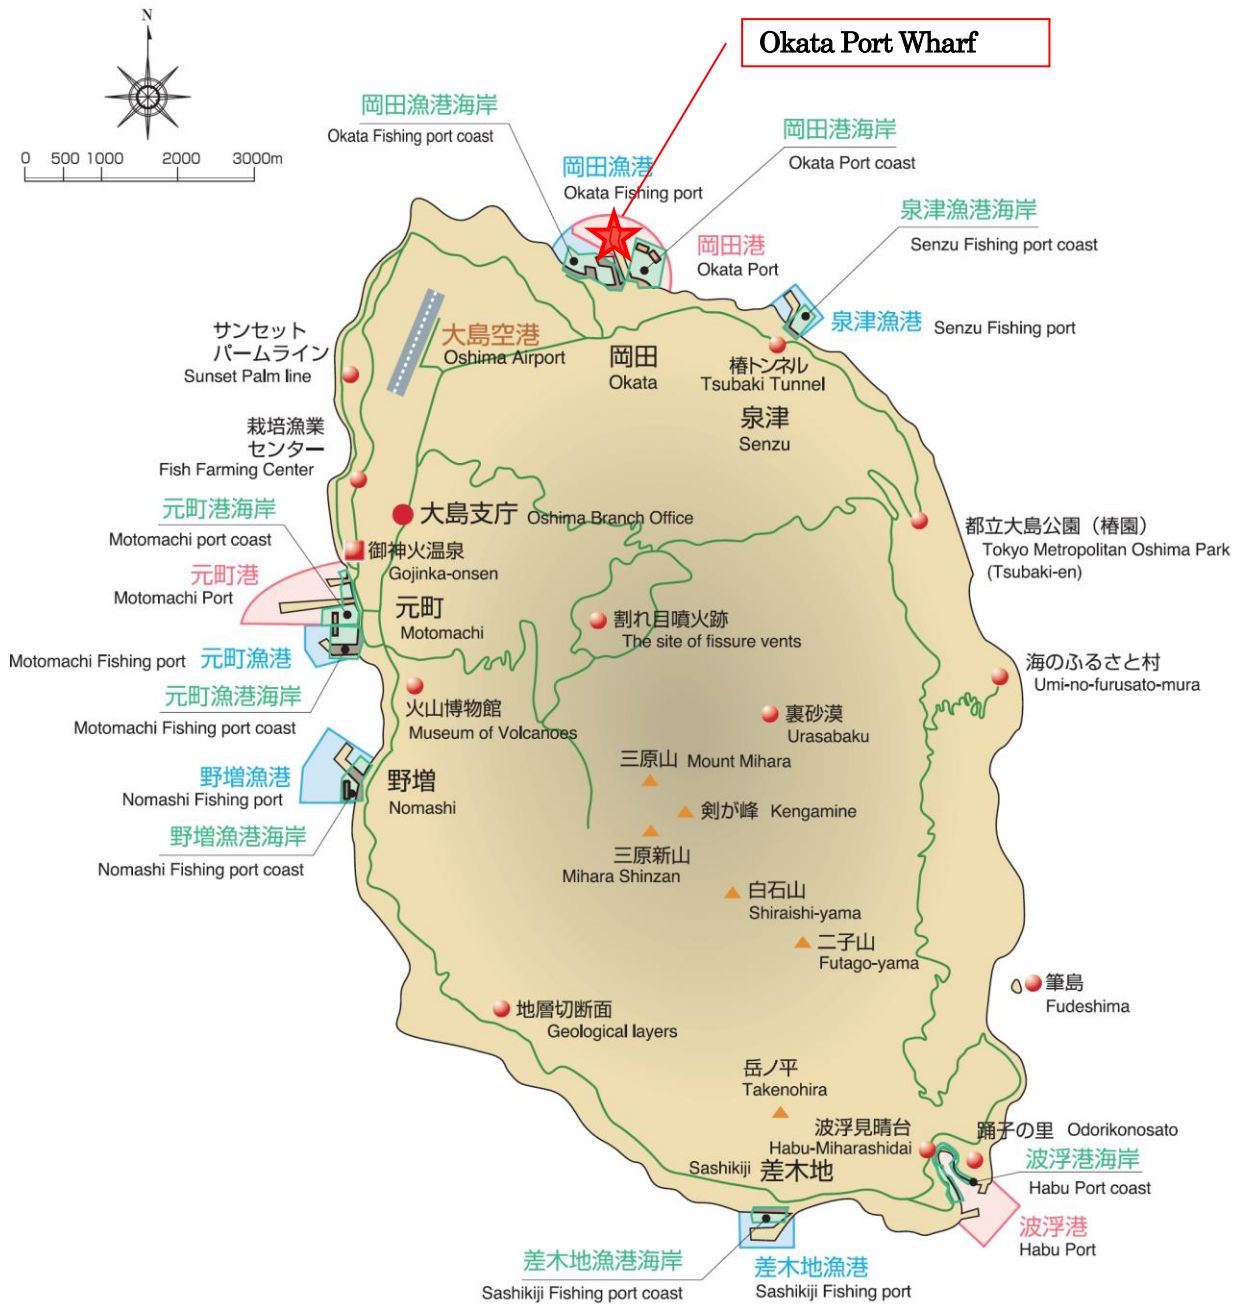 N
0 500 1000 2000 3000m
Okata Port Wharf
岡田漁港海岸
Okata Fishing port coast
岡田港海岸
Okata Port coast
岡田漁港
Okata Fishing port
泉津漁港海岸
Senzu Fishing port coast
岡田港
Okata Port
泉津漁港 Senzu Fishing port
サンセット
パームライン
Sunset Palm line
大島空港
Oshima Airport
岡田
Okata
椿トンネル
Tsubaki Tunnel
泉津
Senzu
栽培漁業
センター
Fish Farming Center
元町港海岸
Motomachi port coast
大島支庁 Oshima Branch Office
都立大島公園（椿園）
Tokyo Metropolitan Oshima Park
(Tsubaki-en)
御神火温泉
Gojinka-onsen
元町港
Motomachi Port
元町
Motomachi
割れ目噴火跡
The site of fissure vents
Motomachi Fishing port 元町漁港
海のふるさと村
Umi-no-furusato-mura
元町漁港海岸
Motomachi Fishing port coast
火山博物館
Museum of Volcanoes
裏砂漠
Urasabaku
三原山 Mount Mihara
野増漁港
Nomashi Fishing port
野増
Nomashi
剣が峰 Kengamine
野増漁港海岸
Nomashi Fishing port coast
三原新山
Mihara Shinzan
白石山
Shiraishi-yama
二子山
Futago-yama
筆島
Fudeshima
地層切断面
Geological layers
岳ノ平
Takenohira
波浮見晴台
Habu-Miharashidai
踊子の里 Odorikonosato
Sashikiji 差木地
波浮港海岸
Habu Port coast
波浮港
Habu Port
差木地漁港海岸
Sashikiji Fishing port coast
差木地漁港
Sashikiji Fishing port